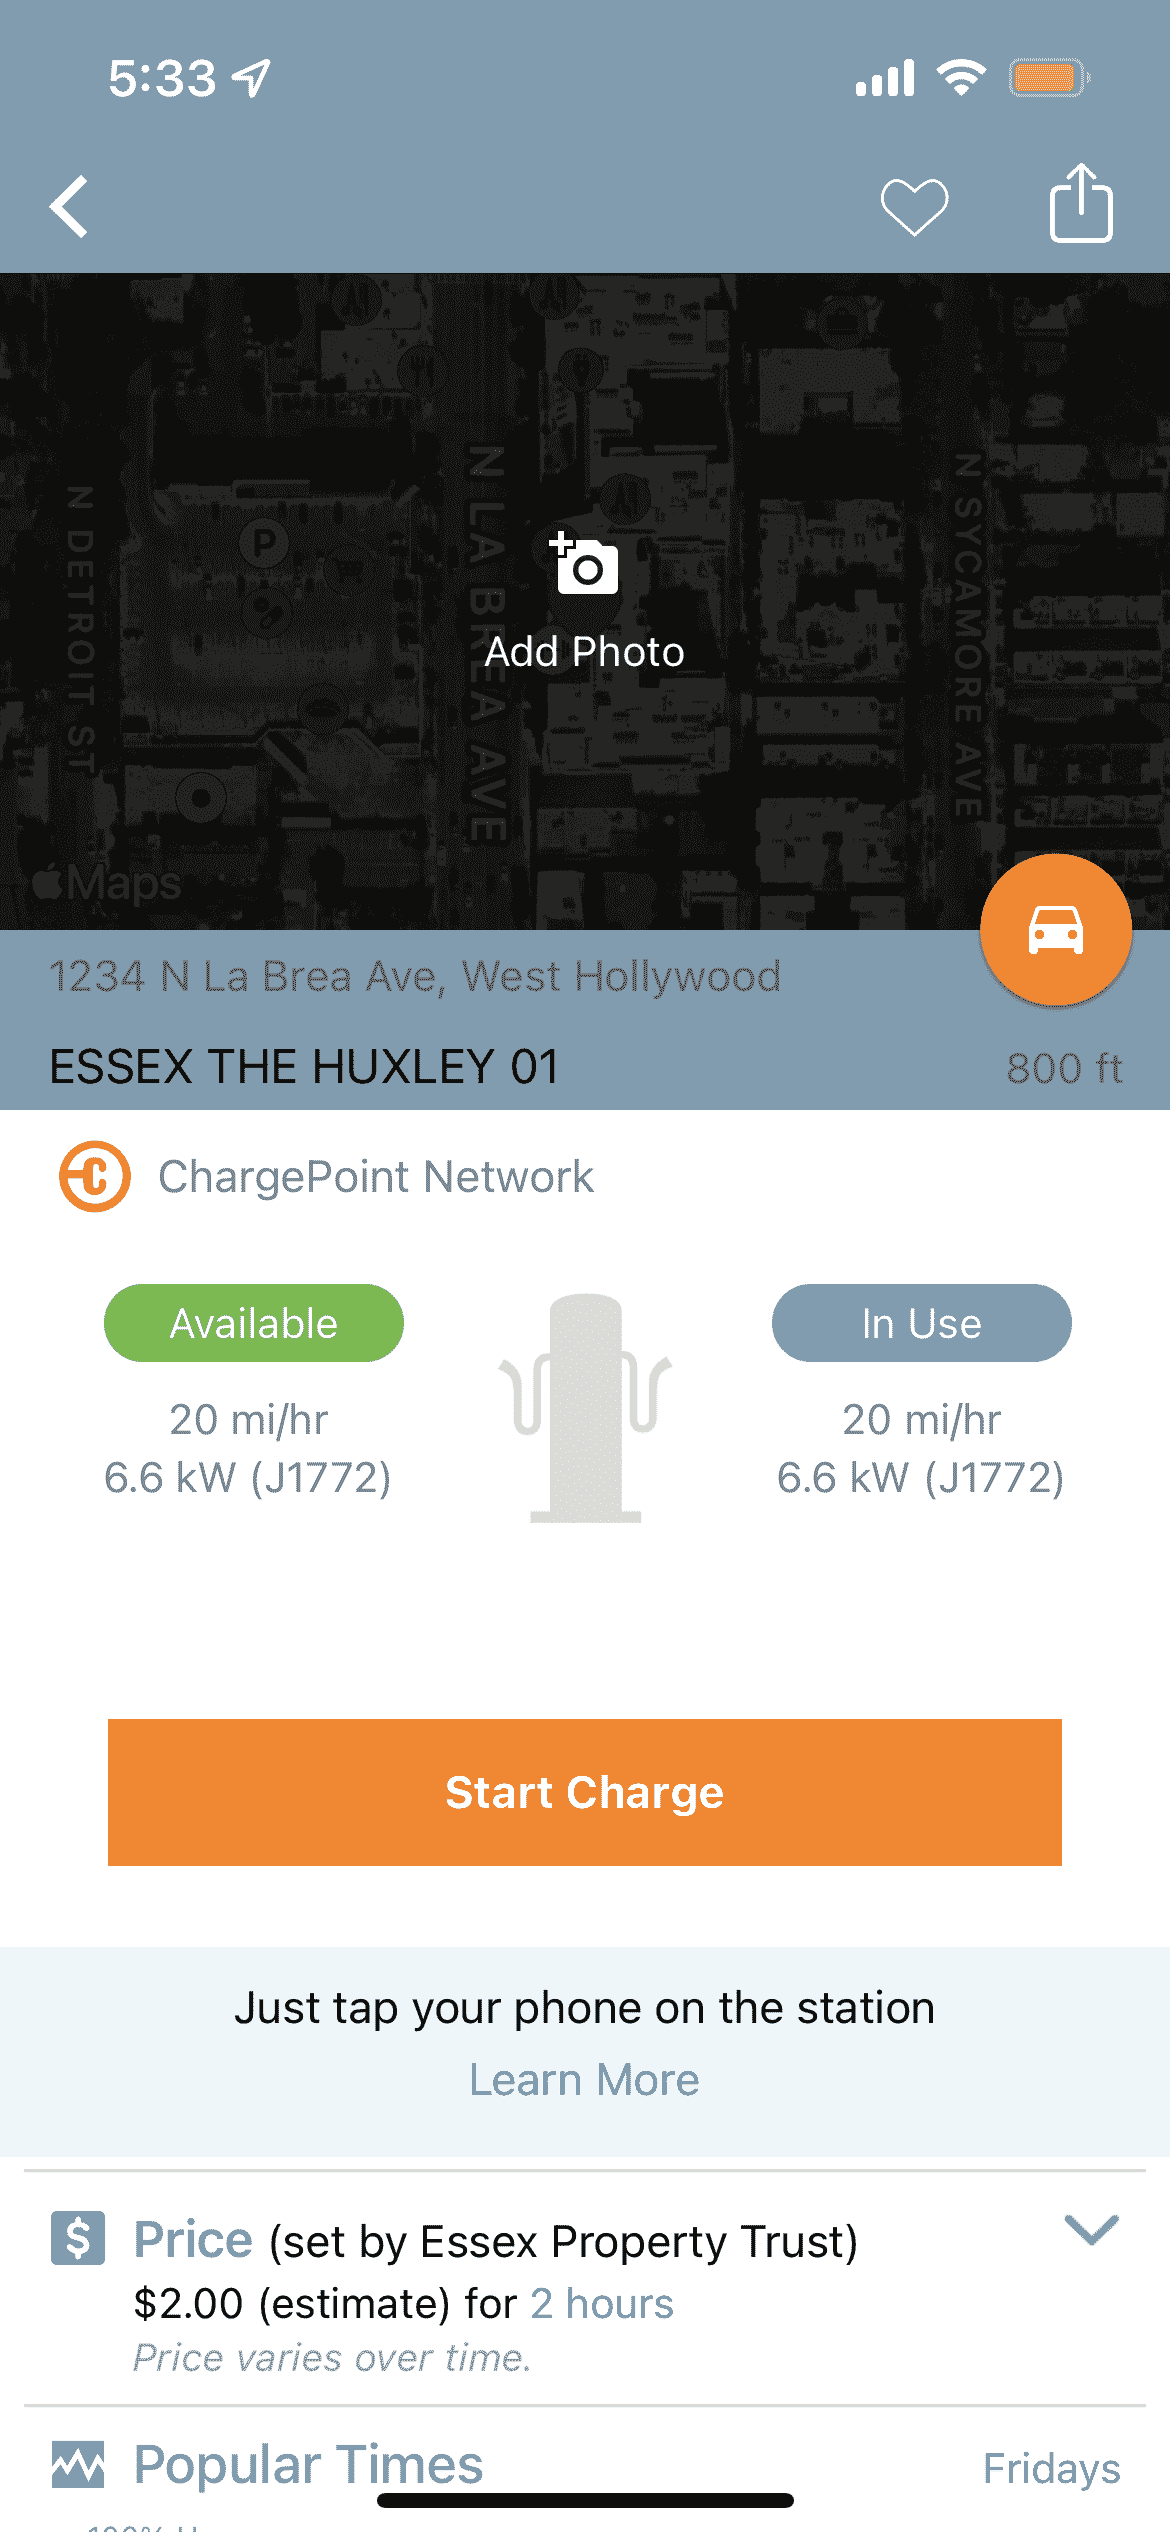 5:33
N DETROIT ST
N LA BREA AVE
N SYCAMORE AVE
P
Add Photo
Maps
1234 N La Brea Ave, West Hollywood
ESSEX THE HUXLEY 01
800 ft
ChargePoint Network
Available
In Use
20 mi/hr
20 mi/hr
6.6 kW (J1772)
6.6 kW (J1772)
Start Charge
Just tap your phone on the station
Learn More
$ Price (set by Essex Property Trust)
$2.00 (estimate) for 2 hours
Price varies over time.
Popular Times
Fridays